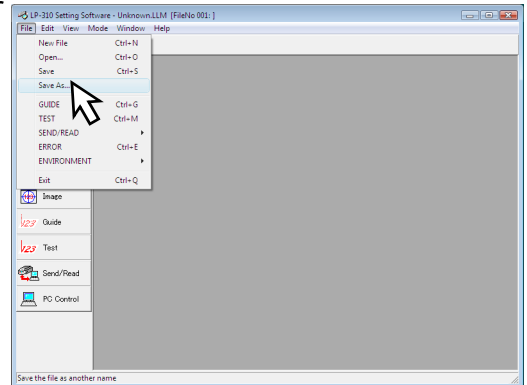 LP-310 Setting Software - Unknown.LLM [FileNo 001: ]
File Edit View Mode Window Help
New File Ctrl+N
Open... Ctrl+O
Save Ctrl+S
Save As...
GUIDE Ctrl+G
TEST Ctrl+M
SEND/READ
ERROR Ctrl+E
ENVIRONMENT
Exit Ctrl+Q
Image
123 Guide
123 Test
Send/Read
PC Control
Save the file as another name